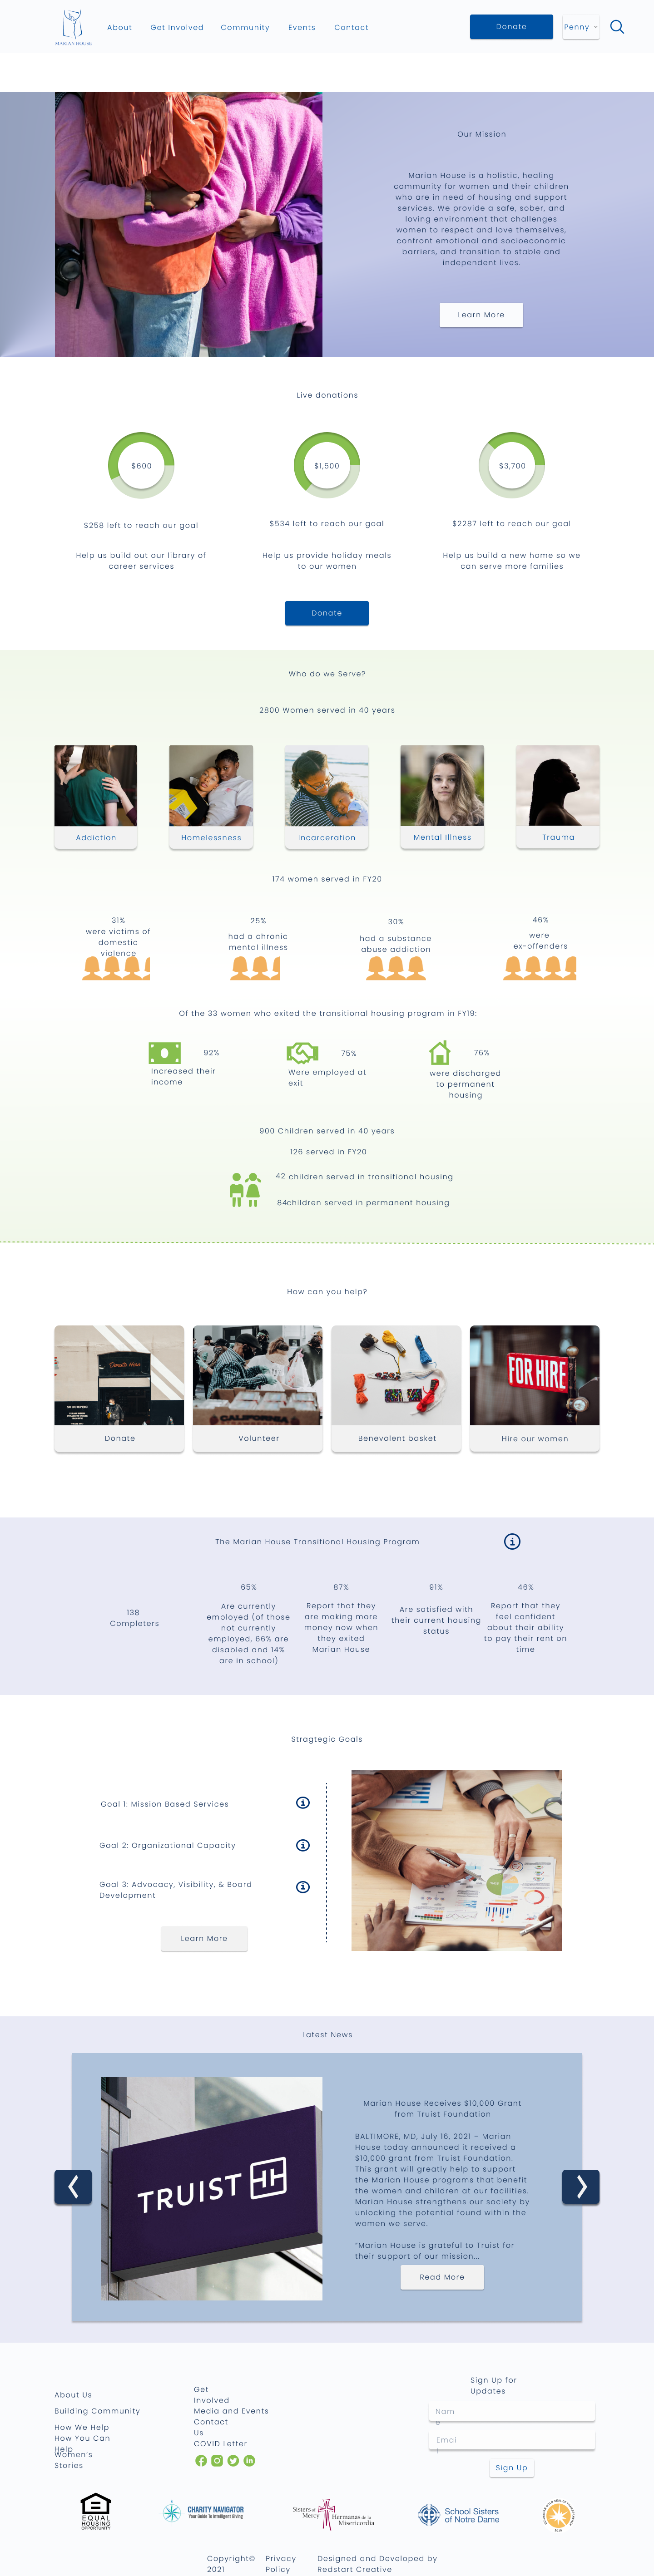 MARIAN HOUSE
About
Get Involved
Community
Events
Contact
Donate
Penny
Our Mission
Marian House is a holistic, healing
community for women and their children
who are in need of housing and support
services. We provide a safe, sober, and
loving environment that challenges
women to respect and love themselves,
confront emotional and socioeconomic
barriers, and transition to stable and
independent lives.
Learn More
Live donations
$600
$1,500
$3,700
$258 left to reach our goal
$534 left to reach our goal
$2287 left to reach our goal
Help us build out our library of
career services
Help us provide holiday meals
to our women
Help us build a new home so we
can serve more families
Donate
Who do we Serve?
2800 Women served in 40 years
Addiction
Homelessness
Incarceration
Mental Illness
Trauma
174 women served in FY20
31%
were victims of
domestic
violence
25%
had a chronic
mental illness
30%
had a substance
abuse addiction
46%
were
ex-offenders
Of the 33 women who exited the transitional housing program in FY19:
92%
Increased their
income
75%
Were employed at
exit
76%
were discharged
to permanent
housing
900 Children served in 40 years
126 served in FY20
42 children served in transitional housing
84children served in permanent housing
How can you help?
Donate Here
CALIFORNIA
FOR HIRE
Donate
Volunteer
Benevolent basket
Hire our women
The Marian House Transitional Housing Program
138
Completers
65%
Are currently
employed (of those
not currently
employed, 66% are
disabled and 14%
are in school)
87%
Report that they
are making more
money now when
they exited
Marian House
91%
Are satisfied with
their current housing
status
46%
Report that they
feel confident
about their ability
to pay their rent on
time
Stragtegic Goals
Goal 1: Mission Based Services
Goal 2: Organizational Capacity
Goal 3: Advocacy, Visibility, & Board
Development
Learn More
Latest News
TRUIST
Marian House Receives $10,000 Grant
from Truist Foundation
BALTIMORE, MD, July 16, 2021 – Marian
House today announced it received a
$10,000 grant from Truist Foundation.
This grant will greatly help to support
the Marian House programs that benefit
the women and children at our facilities.
Marian House strengthens our society by
unlocking the potential found within the
women we serve.
“Marian House is grateful to Truist for
their support of our mission...
Read More
About Us
Building Community
How We Help
How You Can
Help
Women's
Stories
Get
Involved
Media and Events
Contact
Us
COVID Letter
Sign Up for
Updates
Nam
e
Emai
l
Sign Up
EQUAL
HOUSING
OPPORTUNITY
CHARITY NAVIGATOR
Your Guide To Intelligent Giving
Sisters of
Mercy
Hermanas de la
Misericordia
School Sisters
of Notre Dame
Copyright©
2021
Privacy
Policy
Designed and Developed by
Redstart Creative